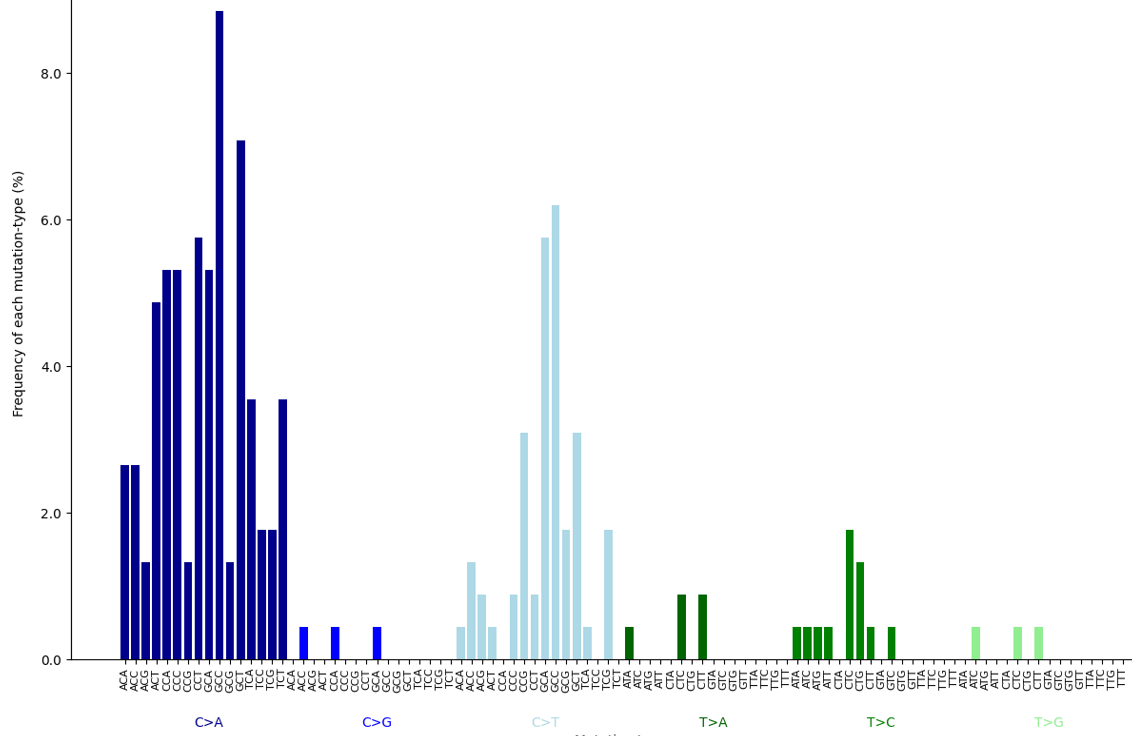 Frequency of each mutation-type (%)
8.0
6.0
4.0
2.0
0.0
ACA ACC ACG ACT CCA CCC CCG CCT GCA GCC GCG GCT TCA TCC TCG TCT ACA ACC ACG ACT CCA CCC CCG CCT GCA GCC GCG GCT TCA TCC TCG TCT ACA ACC ACG ACT CCA CCC CCG CCT GCA GCC GCG GCT TCA TCC TCG TCT ATA ATC ATG ATT CTA CTC CTG CTT GTA GTC GTG GTT TTA TTC TTG TTT ATA ATC ATG ATT CTA CTC CTG CTT GTA GTC GTG GTT TTA TTC TTG TTT ATA ATC ATG ATT CTA CTC CTG CTT GTA GTC GTG GTT TTA TTC TTG TTT
C>A C>G C>T T>A T>C T>G